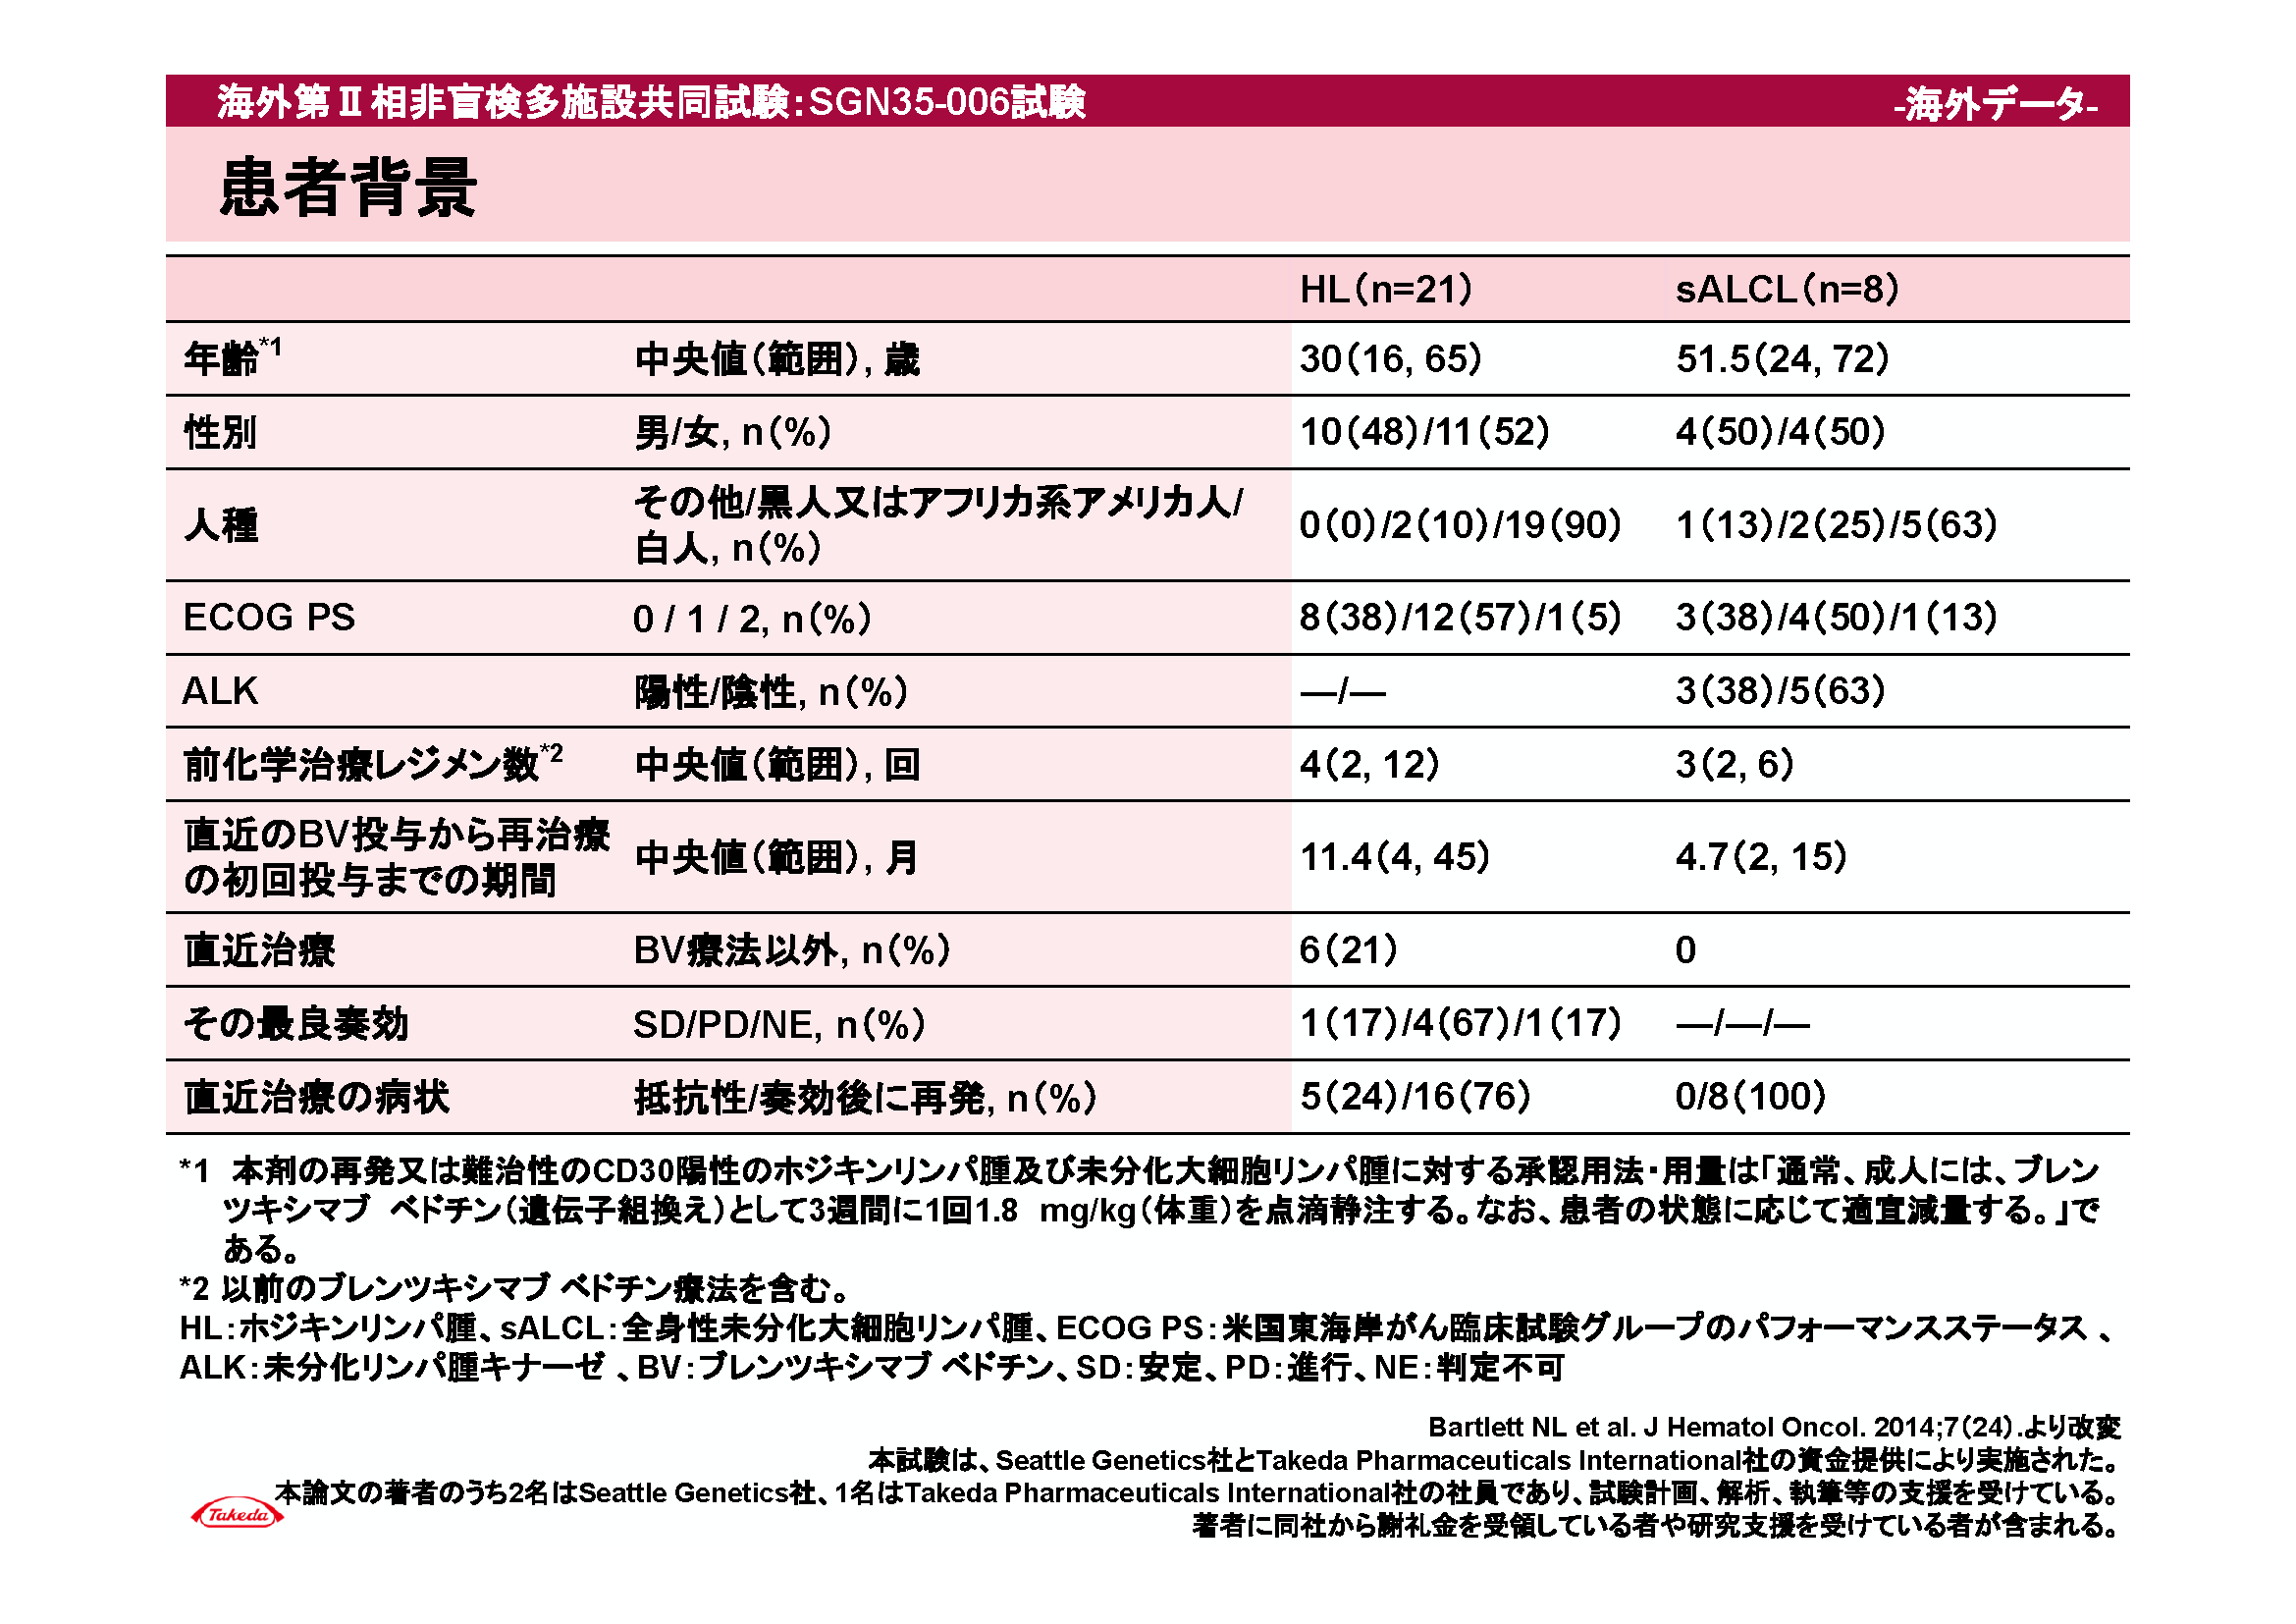 海外第Ⅱ相非盲検多施設共同試験：SGN35-006試験 -海外データ-
患者背景
HL（n=21） sALCL（n=8）
年齢*1 中央値（範囲）, 歳 30（16, 65） 51.5（24, 72）
性別 男/女, n（%） 10（48）/11（52） 4（50）/4（50）
人種 その他/黒人又はアフリカ系アメリカ人/
白人, n（%） 0（0）/2（10）/19（90） 1（13）/2（25）/5（63）
ECOG PS 0 / 1 / 2, n（%） 8（38）/12（57）/1（5） 3（38）/4（50）/1（13）
ALK 陽性/陰性, n（%） —/— 3（38）/5（63）
前化学治療レジメン数*2 中央値（範囲）, 回 4（2, 12） 3（2, 6）
直近のBV投与から再治療
の初回投与までの期間 中央値（範囲）, 月 11.4（4, 45） 4.7（2, 15）
直近治療 BV療法以外, n（%） 6（21） 0
その最良奏効 SD/PD/NE, n（%） 1（17）/4（67）/1（17） —/—/—
直近治療の病状 抵抗性/奏効後に再発, n（%） 5（24）/16（76） 0/8（100）
*1 本剤の再発又は難治性のCD30陽性のホジキンリンパ腫及び未分化大細胞リンパ腫に対する承認用法・用量は「通常、成人には、ブレン
ツキシマブ ベドチン（遺伝子組換え）として3週間に1回1.8 mg/kg（体重）を点滴静注する。なお、患者の状態に応じて適宜減量する。」で
ある。
*2 以前のブレンツキシマブ ベドチン療法を含む。
HL：ホジキンリンパ腫、sALCL：全身性未分化大細胞リンパ腫、ECOG PS：米国東海岸がん臨床試験グループのパフォーマンスステータス 、
ALK：未分化リンパ腫キナーゼ 、BV：ブレンツキシマブ ベドチン、SD：安定、PD：進行、NE：判定不可
Bartlett NL et al. J Hematol Oncol. 2014;7（24）.より改変
本試験は、Seattle Genetics社とTakeda Pharmaceuticals International社の資金提供により実施された。
本論文の著者のうち2名はSeattle Genetics社、1名はTakeda Pharmaceuticals International社の社員であり、試験計画、解析、執筆等の支援を受けている。
著者に同社から謝礼金を受領している者や研究支援を受けている者が含まれる。
Takeda